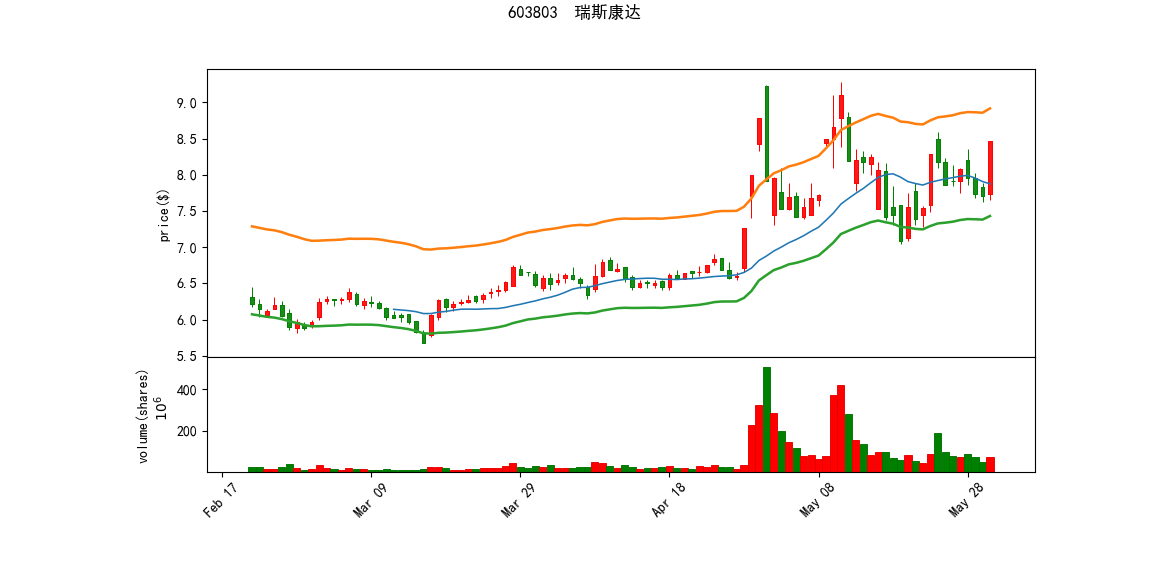 603803 瑞斯康达
price($)
9.0
8.5
8.0
7.5
7.0
6.5
6.0
5.5
volume(shares)
10^6
400
200
Feb 17
Mar 09
Mar 29
Apr 18
May 08
May 28